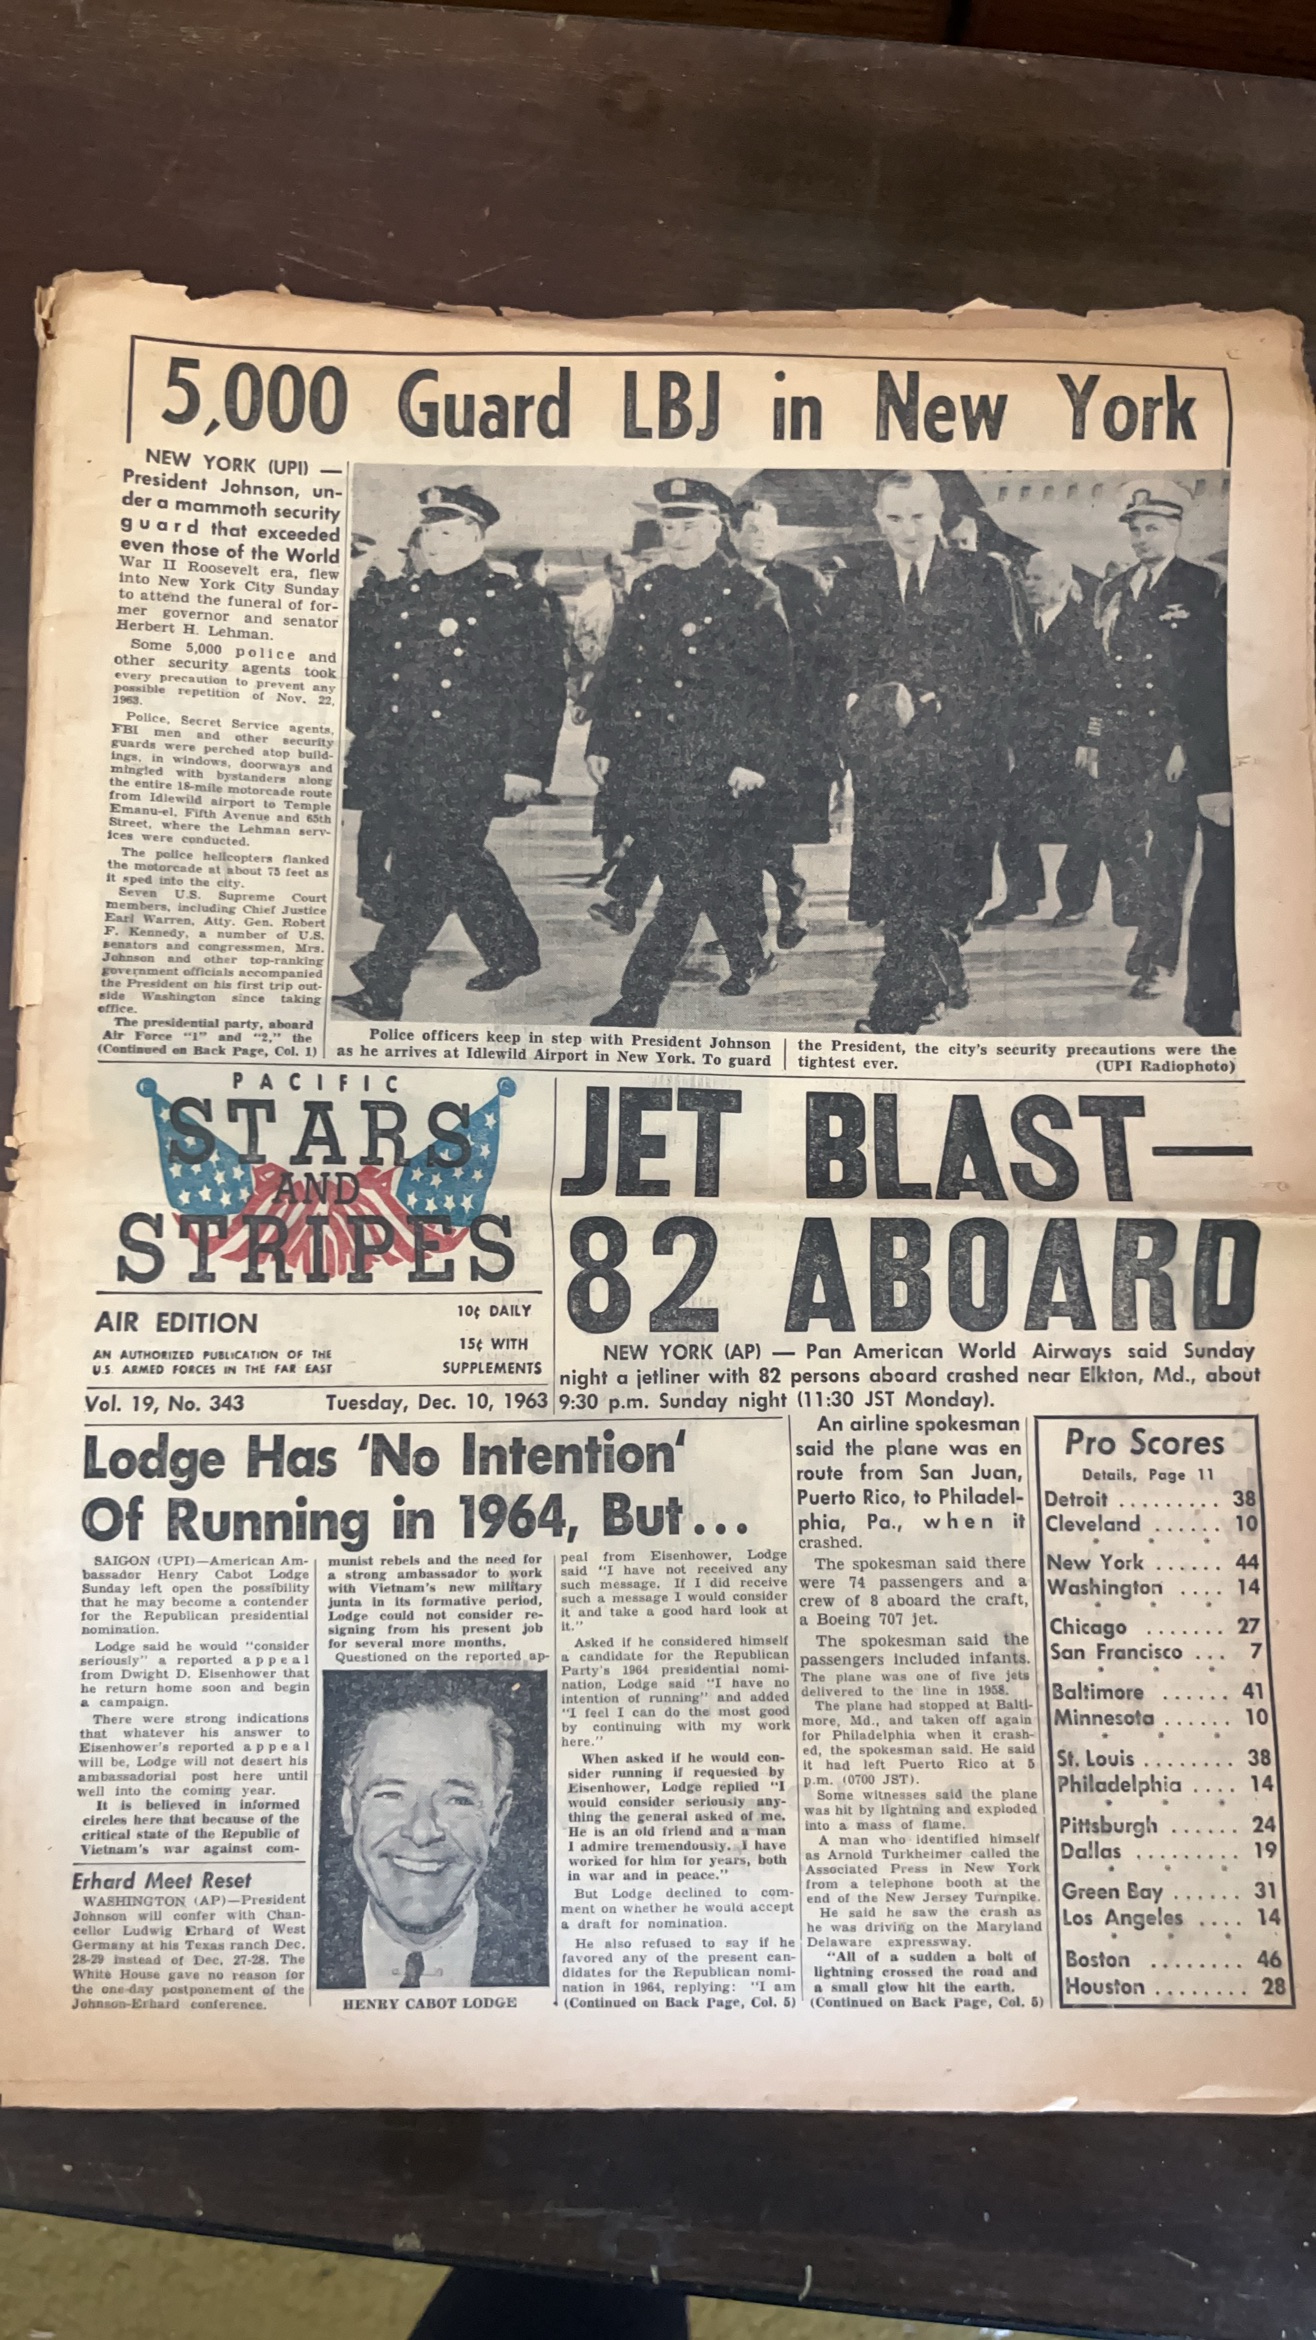 5,000 Guard LBJ in New York
NEW YORK (UPI) —
President Johnson, un-
der a mammoth security
guard that exceeded
even those of the World
War II Roosevelt era, flew
into New York City Sunday
to attend the funeral of for-
mer governor and senator
Herbert H. Lehman.
Some 5,000 police and
other security agents took
every precaution to prevent any
possible repetition of Nov. 22,
1963.
Police, Secret Service agents,
FBI men and other security
guards were perched atop build-
ings, in windows, doorways and
mingled with bystanders along
the entire 18-mile motorcade route
from Idlewild airport to Temple
Emanu-el, Fifth Avenue and 65th
Street, where the Lehman serv-
ices were conducted.
The police helicopters flanked
the motorcade at about 75 feet as
it sped into the city.
Seven U.S. Supreme Court
members, including Chief Justice
Earl Warren, Atty. Gen. Robert
F. Kennedy, a number of U.S.
senators and congressmen, Mrs.
Johnson and other top-ranking
government officials accompanied
the President on his first trip out-
side Washington since taking
office.
The presidential party, aboard
Air Force "1" and "2," the
(Continued on Back Page, Col. 1)
Police officers keep in step with President Johnson
as he arrives at Idlewild Airport in New York. To guard
the President, the city's security precautions were the
tightest ever. (UPI Radiophoto)
PACIFIC
STARS
AND
STRIPES
AIR EDITION
10¢ DAILY
15¢ WITH
SUPPLEMENTS
AN AUTHORIZED PUBLICATION OF THE
U.S. ARMED FORCES IN THE FAR EAST
Vol. 19, No. 343 Tuesday, Dec. 10, 1963
JET BLAST—
82 ABOARD
NEW YORK (AP) — Pan American World Airways said Sunday
night a jetliner with 82 persons aboard crashed near Elkton, Md., about
9:30 p.m. Sunday night (11:30 JST Monday).
Lodge Has 'No Intention'
Of Running in 1964, But...
SAIGON (UPI)—American Am-
bassador Henry Cabot Lodge
Sunday left open the possibility
that he may become a contender
for the Republican presidential
nomination.
Lodge said he would "consider
seriously" a reported appeal
from Dwight D. Eisenhower that
he return home soon and begin
a campaign.
There were strong indications
that whatever his answer to
Eisenhower's reported appeal
will be, Lodge will not desert his
ambassadorial post here until
well into the coming year.
It is believed in informed
circles here that because of the
critical state of the Republic of
Vietnam's war against com-
munist rebels and the need for
a strong ambassador to work
with Vietnam's new military
junta in its formative period,
Lodge could not consider re-
signing from his present job
for several more months.
Questioned on the reported ap-
HENRY CABOT LODGE
peal from Eisenhower, Lodge
said "I have not received any
such message. If I did receive
such a message I would consider
it and take a good hard look at
it."
Asked if he considered himself
a candidate for the Republican
Party's 1964 presidential nomi-
nation, Lodge said "I have no
intention of running" and added
"I feel I can do the most good
by continuing with my work
here."
When asked if he would con-
sider running if requested by
Eisenhower, Lodge replied "I
would consider seriously any-
thing the general asked of me.
He is an old friend and a man
I admire tremendously. I have
worked for him for years, both
in war and in peace."
But Lodge declined to com-
ment on whether he would accept
a draft for nomination.
He also refused to say if he
favored any of the present can-
didates for the Republican nomi-
nation in 1964, replying: "I am
(Continued on Back Page, Col. 5)
Erhard Meet Reset
WASHINGTON (AP)—President
Johnson will confer with Chan-
cellor Ludwig Erhard of West
Germany at his Texas ranch Dec.
28-29 instead of Dec. 27-28. The
White House gave no reason for
the one-day postponement of the
Johnson-Erhard conference.
An airline spokesman
said the plane was en
route from San Juan,
Puerto Rico, to Philadel-
phia, Pa., when it
crashed.
The spokesman said there
were 74 passengers and a
crew of 8 aboard the craft,
a Boeing 707 jet.
The spokesman said the
passengers included infants.
The plane was one of five jets
delivered to the line in 1958.
The plane had stopped at Balti-
more, Md., and taken off again
for Philadelphia when it crash-
ed, the spokesman said. He said
it had left Puerto Rico at 5
p.m. (0700 JST).
Some witnesses said the plane
was hit by lightning and exploded
into a mass of flame.
A man who identified himself
as Arnold Turkheimer called the
Associated Press in New York
from a telephone booth at the
end of the New Jersey Turnpike.
He said he saw the crash as
he was driving on the Maryland
Delaware expressway.
"All of a sudden a bolt of
lightning crossed the road and
a small glow hit the earth.
(Continued on Back Page, Col. 5)
Pro Scores
Details, Page 11
Detroit ......... 38
Cleveland ...... 10
New York ...... 44
Washington .... 14
Chicago ....... 27
San Francisco ... 7
Baltimore ...... 41
Minnesota ...... 10
St. Louis ........ 38
Philadelphia .... 14
Pittsburgh ...... 24
Dallas ......... 19
Green Bay ...... 31
Los Angeles .... 14
Boston ........ 46
Houston ........ 28